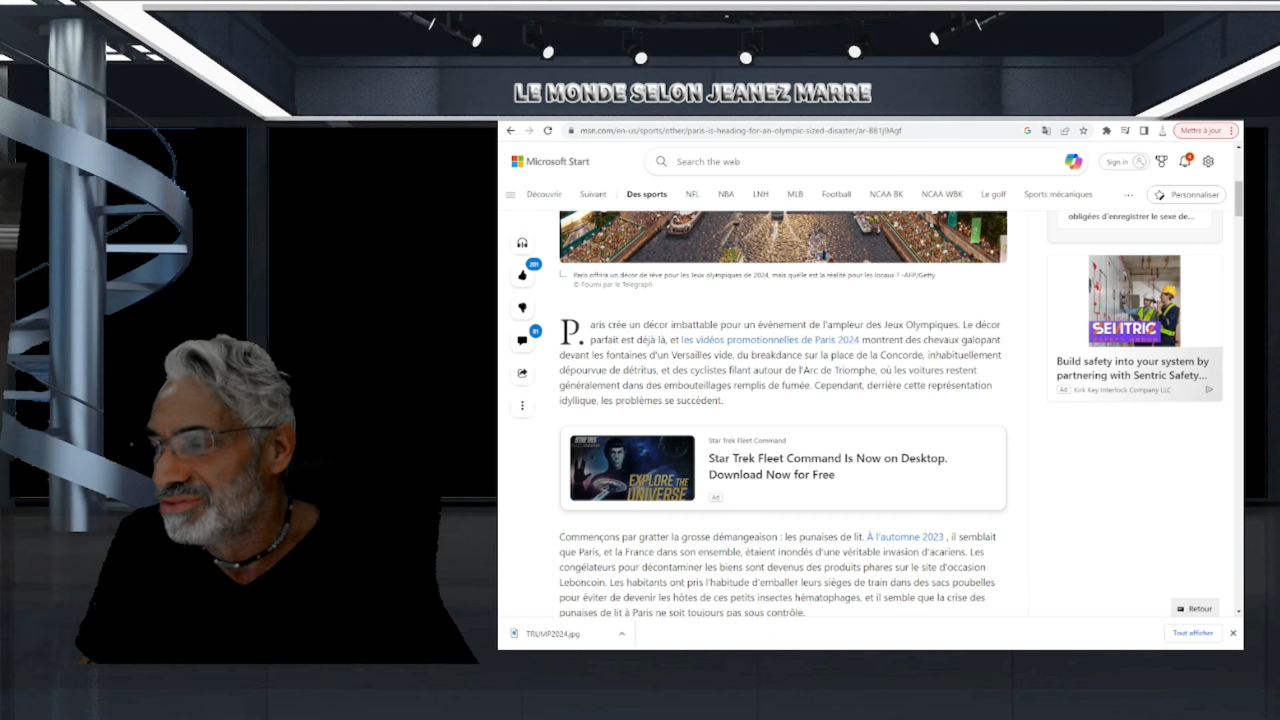 LE MONDE SELON JEANEZ MARRE
msn.com/en-us/sports/other/paris-is-heading-for-an-olympic-sized-disaster/ar-BB1j9Agf
Mettre à jour
Microsoft Start
Search the web
Sign in
4
Découvrir
Suivant
Des sports
NFL
NBA
LNH
MLB
Football
NCAA BK
NCAA WBK
Le golf
Sports mécaniques
...
Personnaliser
obligées d'enregistrer le sexe de...
201
Paris offrira un décor de rêve pour les Jeux olympiques de 2024, mais quelle est la réalité pour les locaux ? -AFP/Getty
© Fourni par le Telegraph
81
P. aris crée un décor imbattable pour un événement de l'ampleur des Jeux Olympiques. Le décor
parfait est déjà là, et les vidéos promotionnelles de Paris 2024 montrent des chevaux galopant
devant les fontaines d'un Versailles vide, du breakdance sur la place de la Concorde, inhabituellement
dépourvue de détritus, et des cyclistes filant autour de l'Arc de Triomphe, où les voitures restent
généralement dans des embouteillages remplis de fumée. Cependant, derrière cette représentation
idyllique, les problèmes se succèdent.
SENTRIC
Build safety into your system by
partnering with Sentric Safety...
Ad Kirk Key Interlock Company LLC
STAR TREK
EXPLORE THE
UNIVERSE
Star Trek Fleet Command
Star Trek Fleet Command Is Now on Desktop.
Download Now for Free
Ad
Commençons par gratter la grosse démangeaison : les punaises de lit. À l'automne 2023 , il semblait
que Paris, et la France dans son ensemble, étaient inondés d'une véritable invasion d'acariens. Les
congélateurs pour décontaminer les biens sont devenus des produits phares sur le site d'occasion
Leboncoin. Les habitants ont pris l'habitude d'emballer leurs sièges de train dans des sacs poubelles
pour éviter de devenir les hôtes de ces petits insectes hématophages, et il semble que la crise des
punaises de lit à Paris ne soit toujours pas sous contrôle.
Retour
TRUMP2024.jpg
Tout afficher